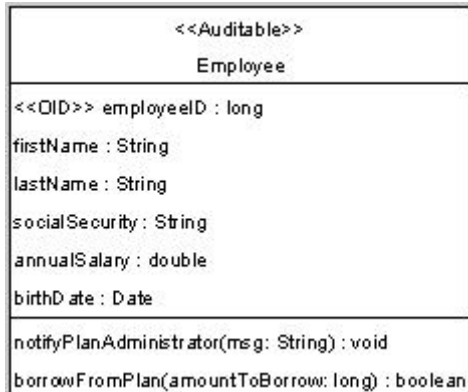 <<Auditable>>
Employee
<<OID>> employeeID : long
firstName : String
lastName : String
socialSecurity : String
annualSalary : double
birthDate : Date
notifyPlanAdministrator(msg: String) : void
borrowFromPlan(amountToBorrow: long) : boolean